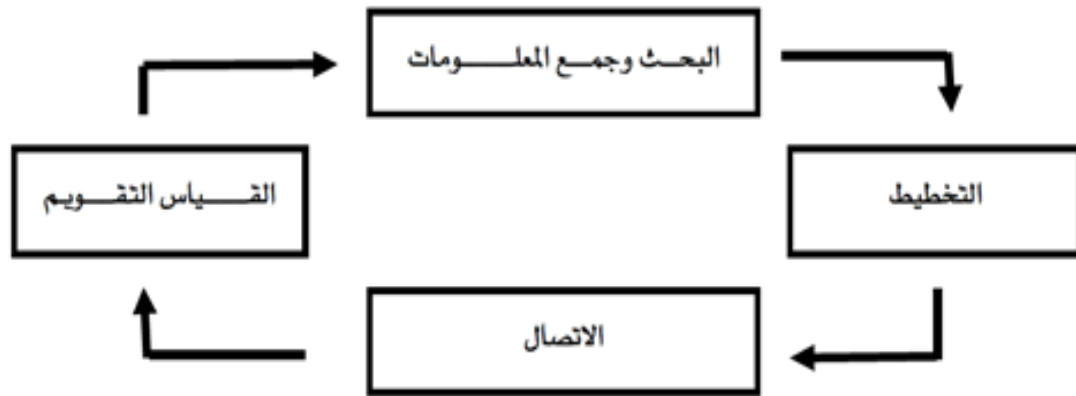 البحث وجمع المعلومات
التخطيط
القياس التقويم
الاتصال